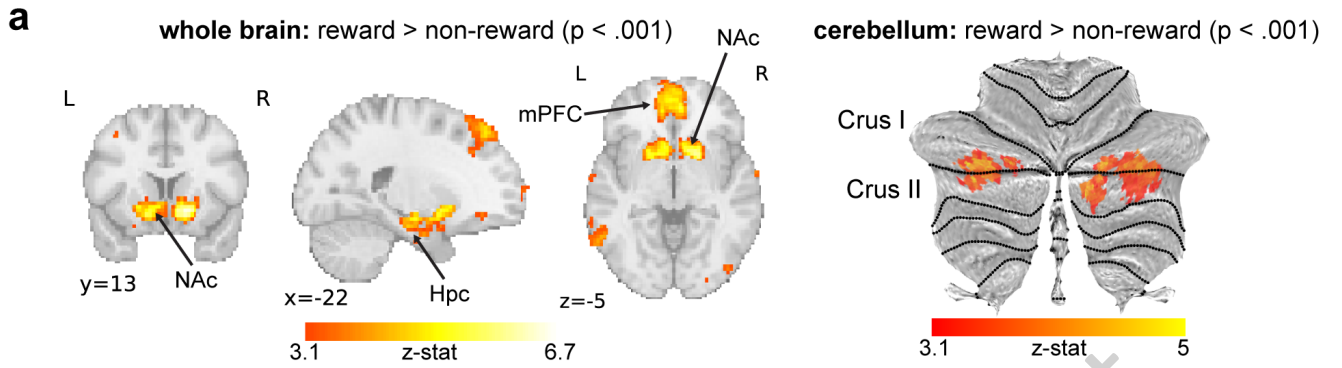 a
whole brain: reward > non-reward (p < .001)
cerebellum: reward > non-reward (p < .001)
L
R
y=13
NAc
x=-22
Hpc
L
R
NAc
mPFC
z=-5
3.1
z-stat
6.7
Crus I
Crus II
3.1
z-stat
5